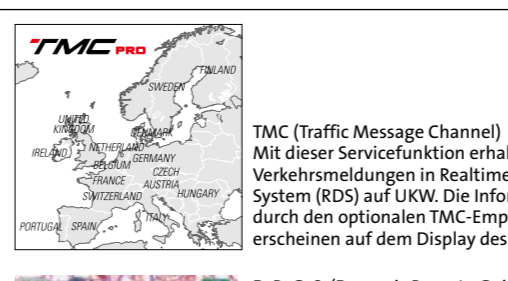 TMC PRO
FINLAND
SWEDEN
UNITED
KINGDOM
DENMARK
IRELAND
NETHERLAND
BELGIUM
GERMANY
CZECH
FRANCE
AUSTRIA
SWITZERLAND
HUNGARY
ITALY
PORTUGAL
SPAIN
TMC (Traffic Message Channel)
Mit dieser Servicefunktion erhal
Verkehrsmeldungen in Realtime
System (RDS) auf UKW. Die Infor
durch den optionalen TMC-Emp
erscheinen auf dem Display des